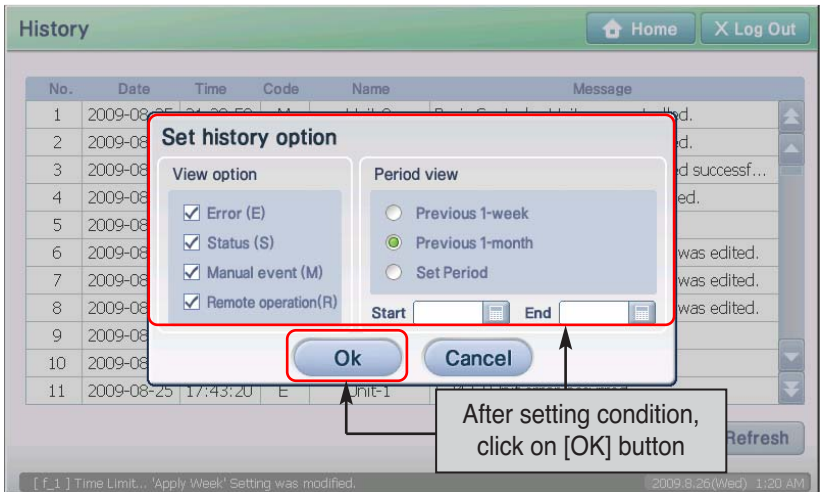 History
Home
X Log Out
No. Date Time Code Name Message
1 2009-08-25
2 2009-08
3 2009-08 d successf...
4 2009-08 ed.
5 2009-08
6 2009-08 was edited.
7 2009-08 was edited.
8 2009-08 was edited.
9 2009-08
10 2009-08
11 2009-08-25 17:43:20 E Unit-1
Set history option
View option
Error (E)
Status (S)
Manual event (M)
Remote operation(R)
Period view
Previous 1-week
Previous 1-month
Set Period
Start End
Ok
Cancel
After setting condition,
click on [OK] button
Refresh
[ f_1 ] Time Limit... 'Apply Week' Setting was modified.
2009.8.26(Wed) 1:20 AM